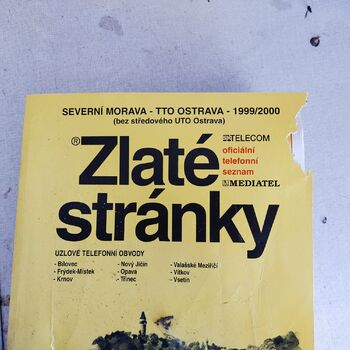 SEVERNÍ MORAVA - TTO OSTRAVA - 1999/2000
(bez středového UTO Ostrava)
® Zlaté
stránky
TELECOM
oficiální
telefonní
seznam
MEDIATEL
UZLOVÉ TELEFONNÍ OBVODY
- Bílovec - Nový Jičín - Valašské Meziříčí
- Frýdek-Místek - Opava - Vítkov
- Krnov - Třinec - Vsetín